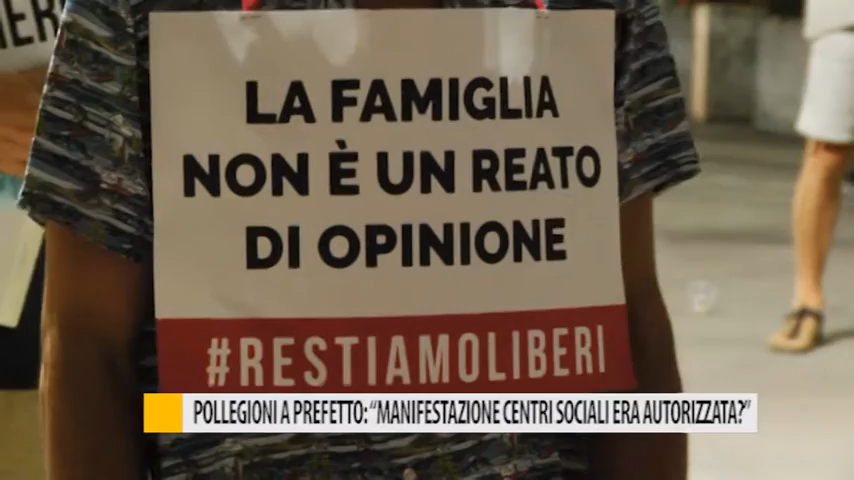 LA FAMIGLIA
NON È UN REATO
DI OPINIONE
#RESTIAMOLIBERI
POLLEGIONI A PREFETTO: “MANIFESTAZIONE CENTRI SOCIALI ERA AUTORIZZATA?”